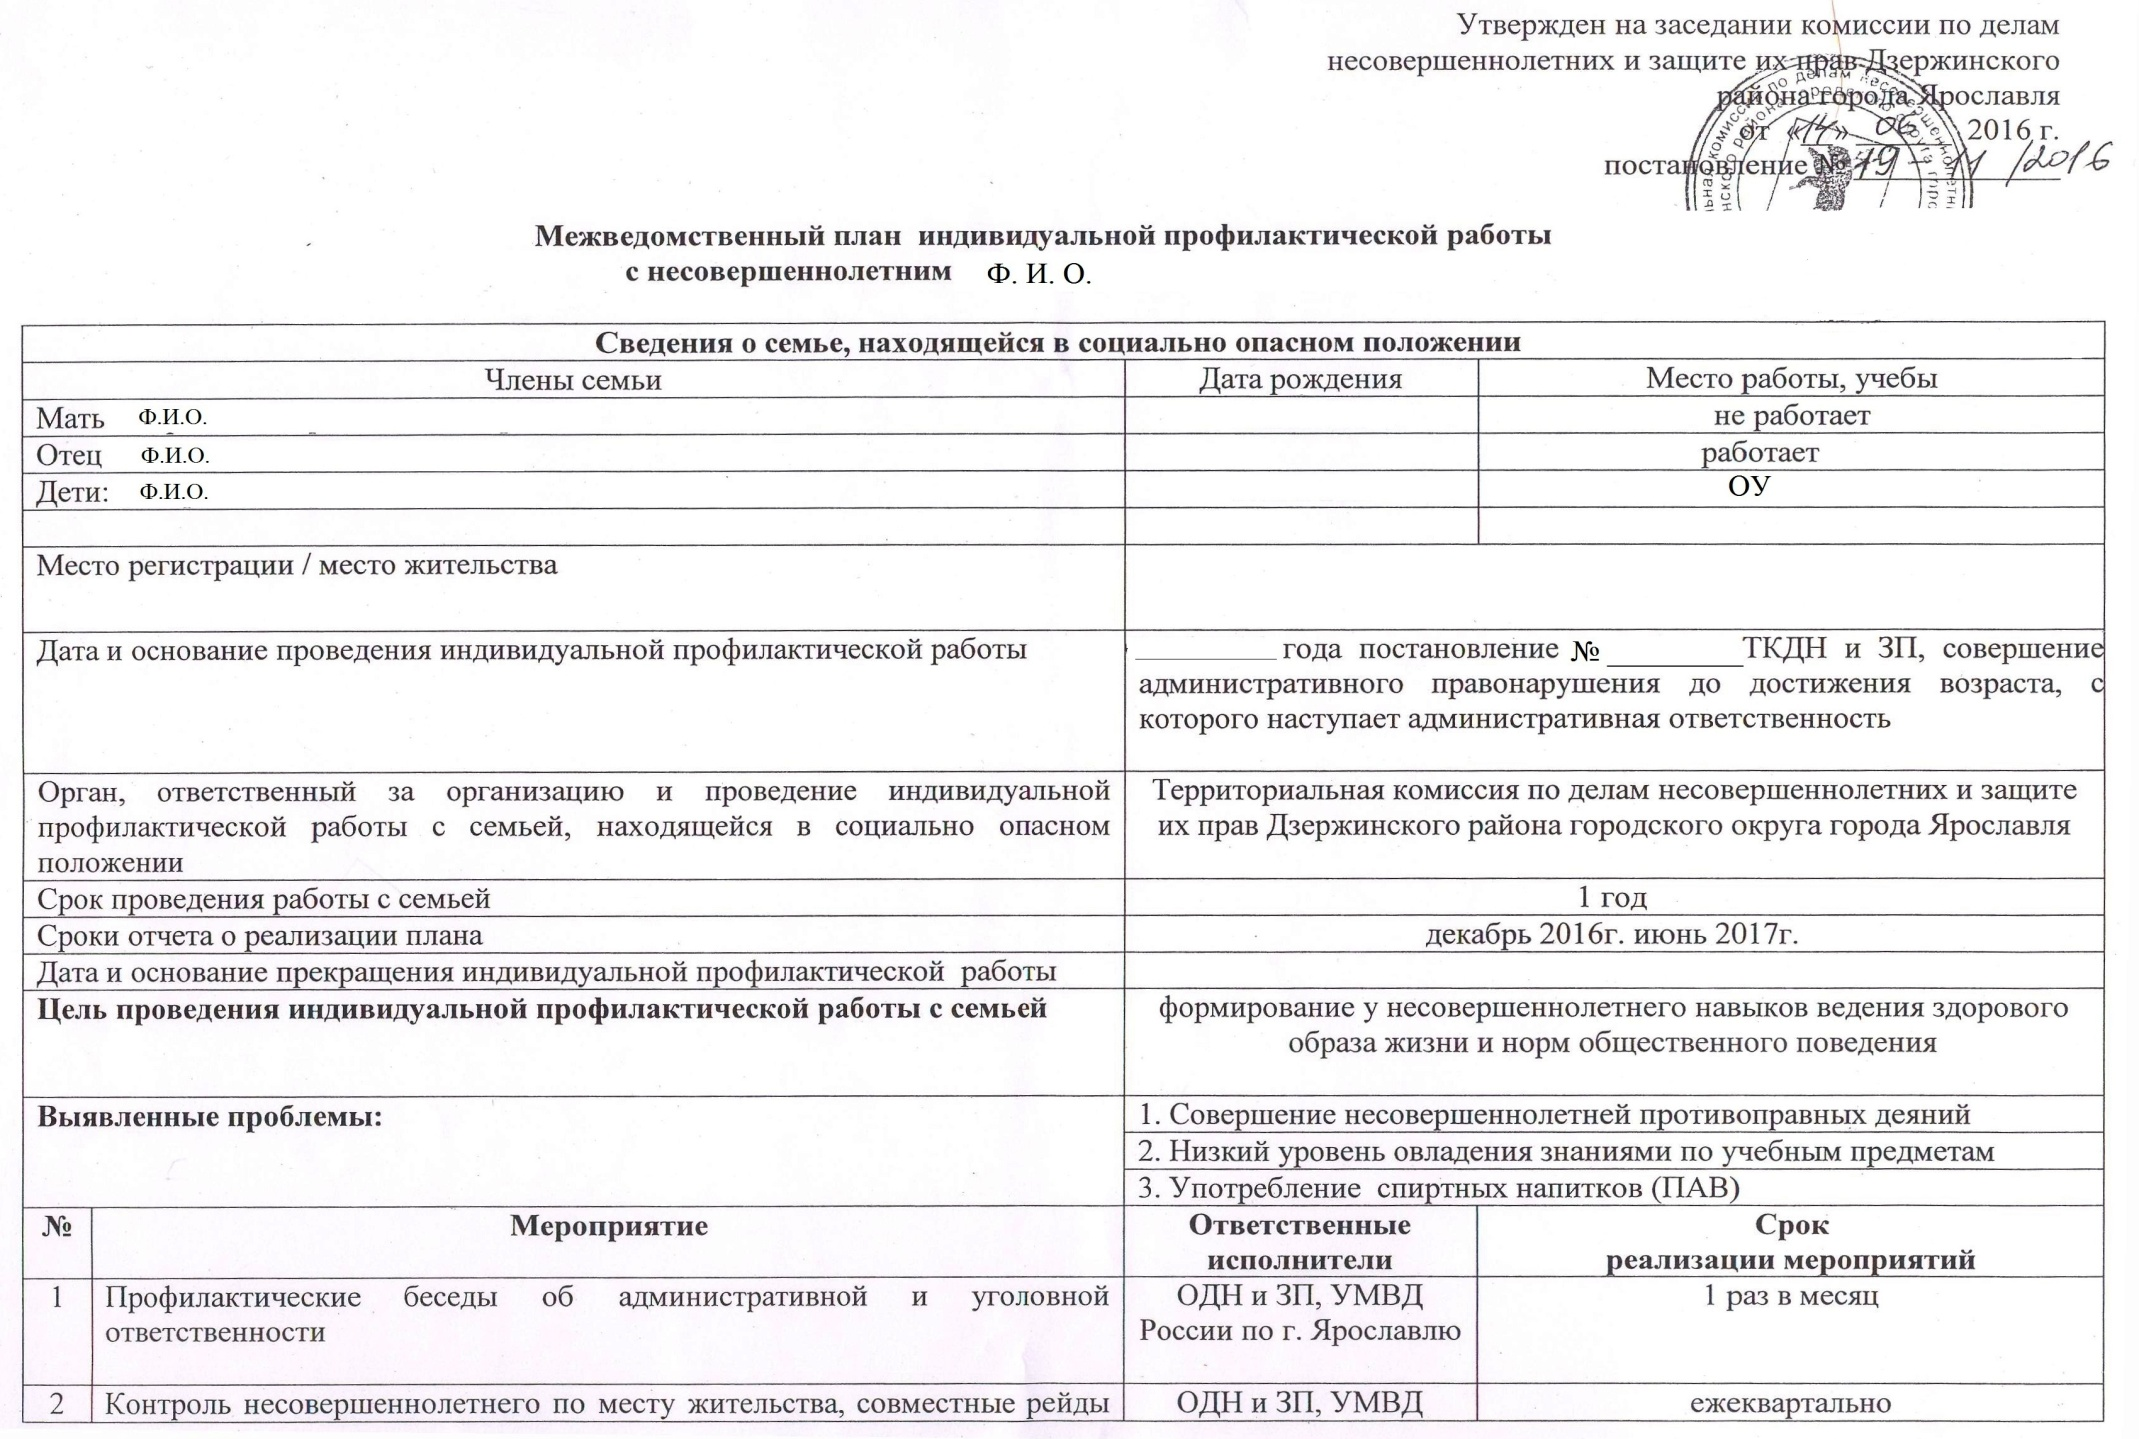 Утвержден на заседании комиссии по делам
несовершеннолетних и защите их прав Дзержинского
района города Ярославля
от «14» 06 2016 г.
постановление № 19 – 11 /2016
Межведомственный план индивидуальной профилактической работы
с несовершеннолетним Ф. И. О.
Сведения о семье, находящейся в социально опасном положении
Члены семьи Дата рождения Место работы, учебы
Мать Ф.И.О. не работает
Отец Ф.И.О. работает
Дети: Ф.И.О. ОУ
Место регистрации / место жительства
Дата и основание проведения индивидуальной профилактической работы
__________ года постановление № _________ТКДН и ЗП, совершение
административного правонарушения до достижения возраста, с
которого наступает административная ответственность
Орган, ответственный за организацию и проведение индивидуальной
профилактической работы с семьей, находящейся в социально опасном
положении
Территориальная комиссия по делам несовершеннолетних и защите
их прав Дзержинского района городского округа города Ярославля
Срок проведения работы с семьей 1 год
Сроки отчета о реализации плана декабрь 2016г. июнь 2017г.
Дата и основание прекращения индивидуальной профилактической работы
Цель проведения индивидуальной профилактической работы с семьей
формирование у несовершеннолетнего навыков ведения здорового
образа жизни и норм общественного поведения
Выявленные проблемы:
1. Совершение несовершеннолетней противоправных деяний
2. Низкий уровень овладения знаниями по учебным предметам
3. Употребление спиртных напитков (ПАВ)
№ Мероприятие
Ответственные
исполнители
Срок
реализации мероприятий
1 Профилактические беседы об административной и уголовной
ответственности
ОДН и ЗП, УМВД
России по г. Ярославлю
1 раз в месяц
2 Контроль несовершеннолетнего по месту жительства, совместные рейды ОДН и ЗП, УМВД ежеквартально